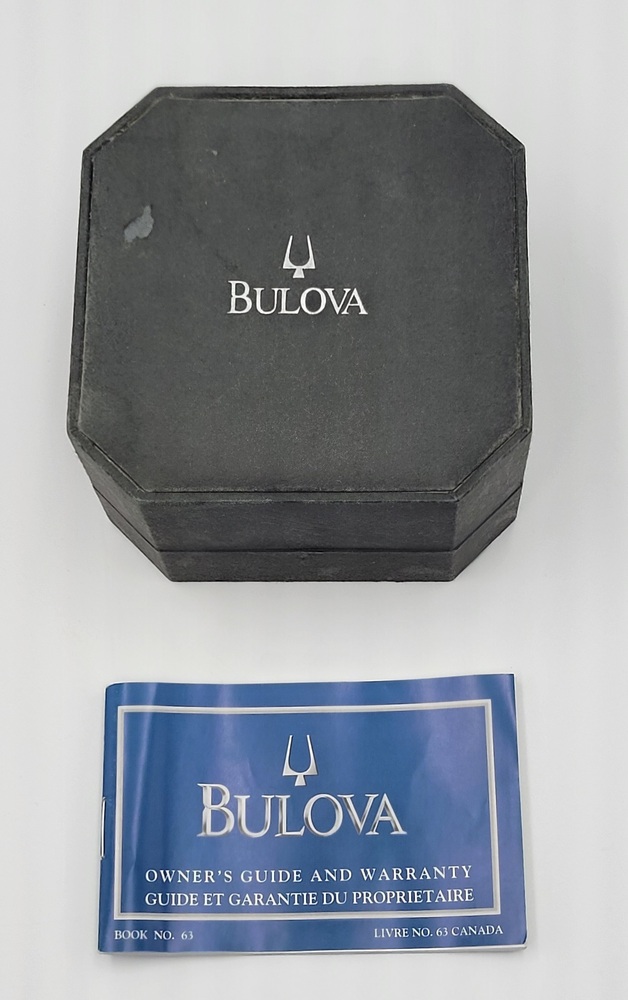 BULOVA
BULOVA
OWNER'S GUIDE AND WARRANTY
GUIDE ET GARANTIE DU PROPRIETAIRE
BOOK NO. 63
LIVRE NO. 63 CANADA